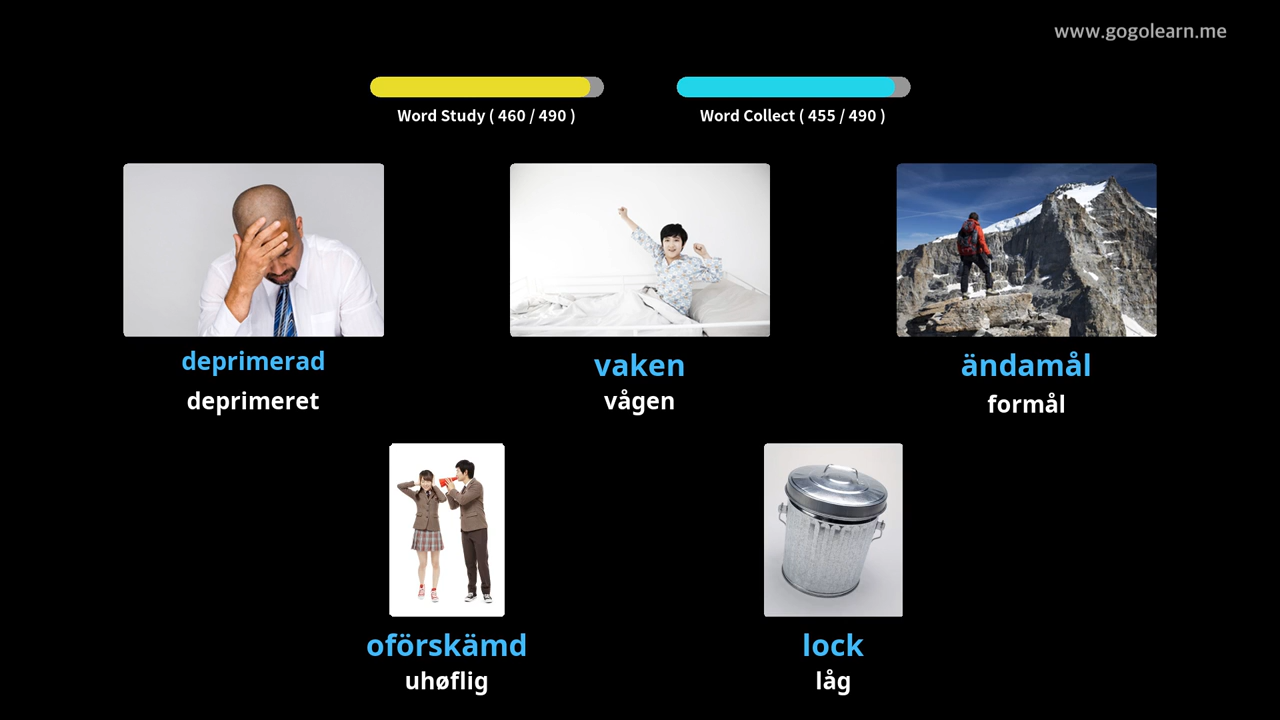 www.gogolearn.me
Word Study ( 460 / 490 )
Word Collect ( 455 / 490 )
deprimerad
deprimeret
vaken
vågen
ändamål
formål
oförskämd
uhøflig
lock
låg